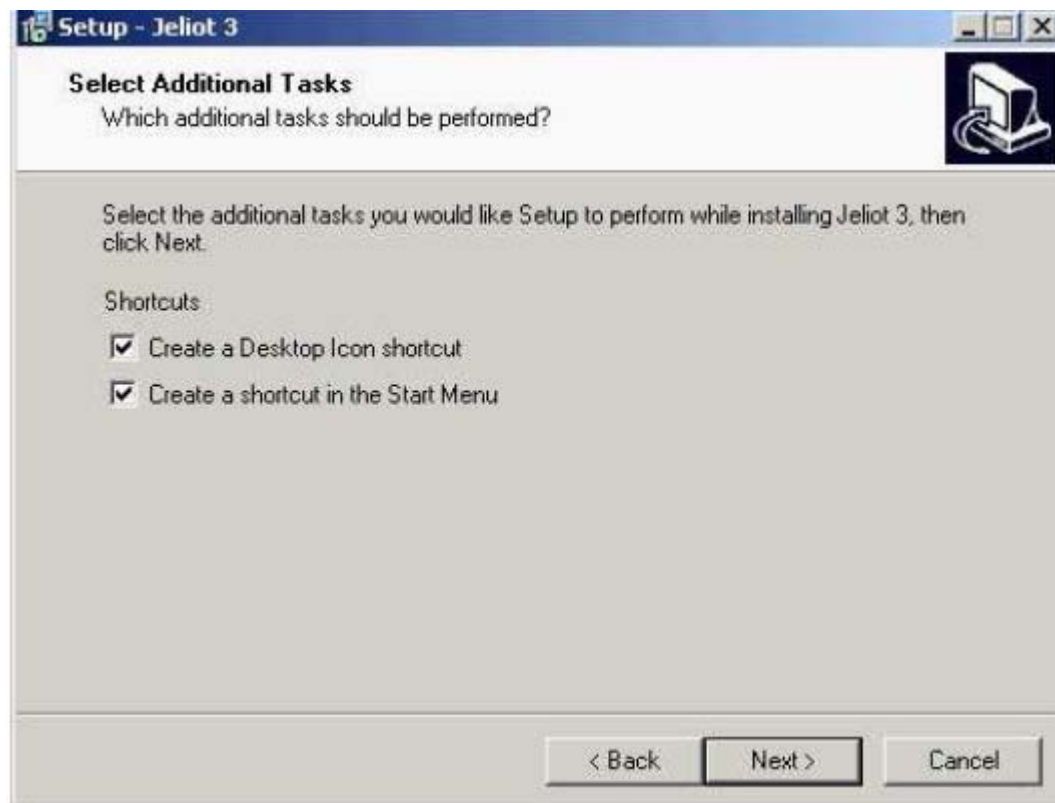 Setup - Jeliot 3
Select Additional Tasks
Which additional tasks should be performed?
Select the additional tasks you would like Setup to perform while installing Jeliot 3, then
click Next.
Shortcuts
Create a Desktop Icon shortcut
Create a shortcut in the Start Menu
< Back
Next >
Cancel